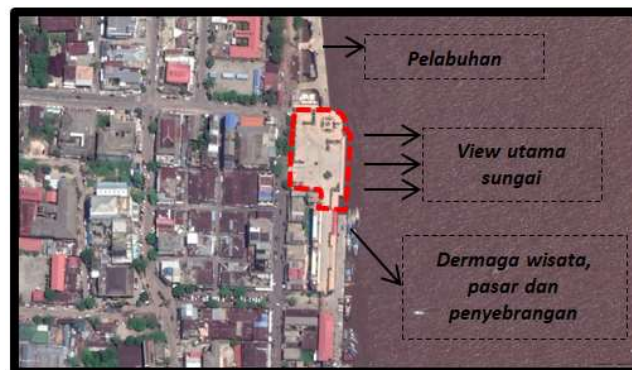 Pelabuhan
View utama
sungai
Dermaga wisata,
pasar dan
penyebrangan